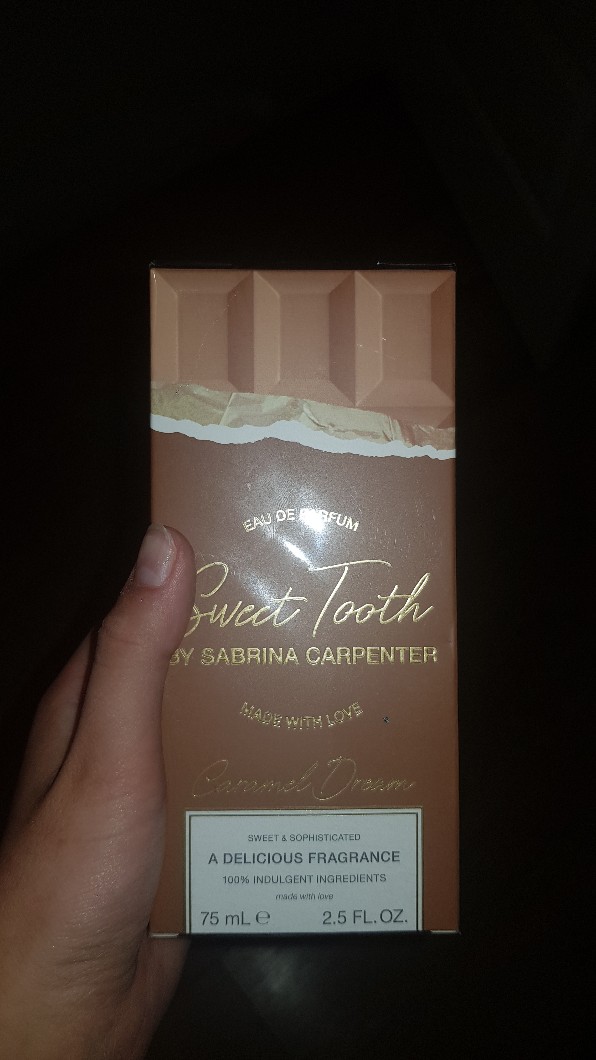 EAU DE PARFUM
Sweet Tooth
BY SABRINA CARPENTER
MADE WITH LOVE
Caramel Dream
SWEET & SOPHISTICATED
A DELICIOUS FRAGRANCE
100% INDULGENT INGREDIENTS
made with love
75 mL ℮ 2.5 FL.OZ.